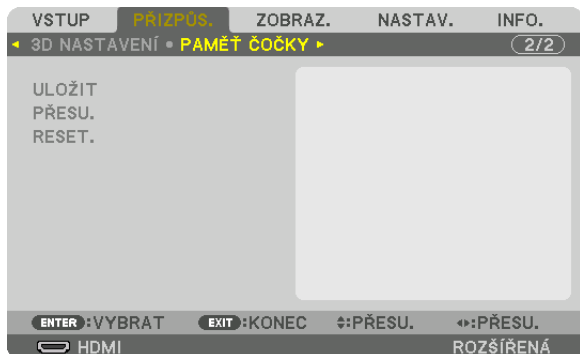 VSTUP PŘIZPŮS. ZOBRAZ. NASTAV. INFO.
3D NASTAVENÍ • PAMĚŤ ČOČKY 2/2
ULOŽIT
PŘESU.
RESET.
ENTER :VYBRAT EXIT :KONEC :PŘESU. :PŘESU.
HDMI ROZŠÍŘENÁ